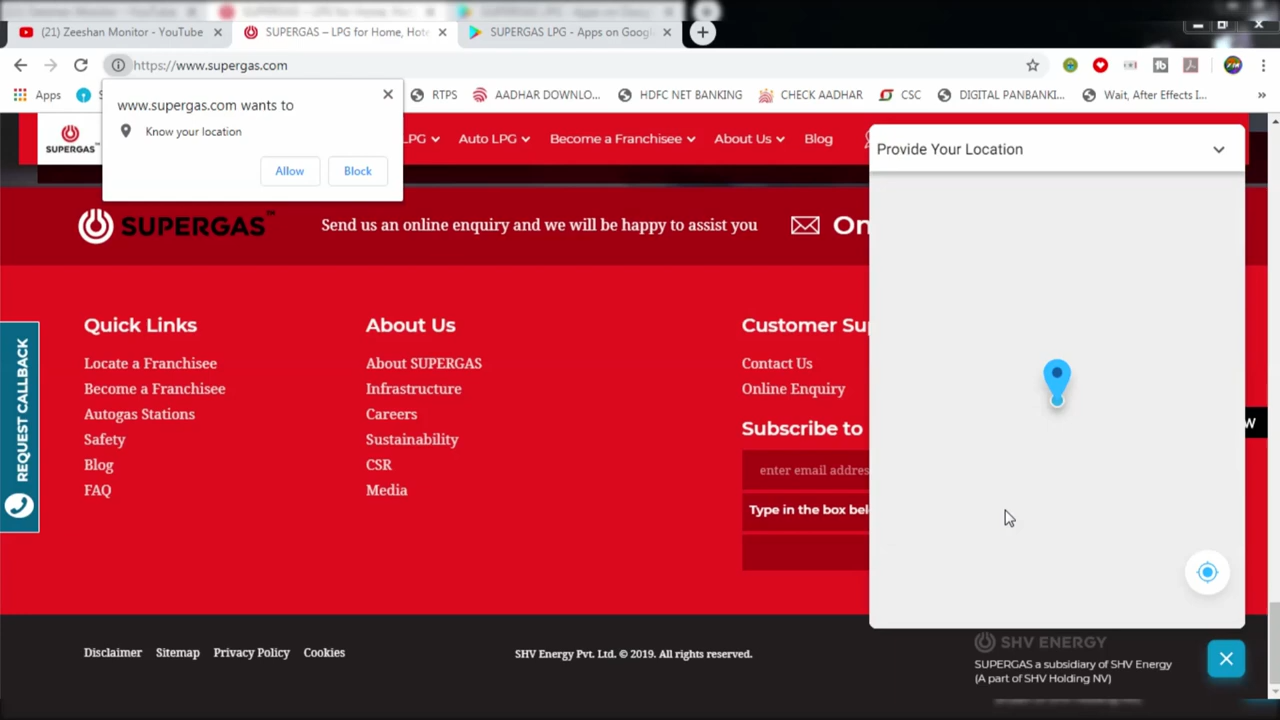 (21) Zeeshan Monitor - YouTube
SUPERGAS – LPG for Home, Hote
SUPERGAS LPG - Apps on Googl
https://www.supergas.com
Apps
RTPS
AADHAR DOWNLO...
HDFC NET BANKING
CHECK AADHAR
CSC
DIGITAL PANBANKI...
Wait, After Effects I...
www.supergas.com wants to
Know your location
Allow
Block
SUPERGAS
LPG
Auto LPG
Become a Franchisee
About Us
Blog
Provide Your Location
SUPERGAS™
Send us an online enquiry and we will be happy to assist you
On
REQUEST CALLBACK
Quick Links
Locate a Franchisee
Become a Franchisee
Autogas Stations
Safety
Blog
FAQ
About Us
About SUPERGAS
Infrastructure
Careers
Sustainability
CSR
Media
Customer Su
Contact Us
Online Enquiry
Subscribe to
enter email addres
Type in the box bel
W
Disclaimer
Sitemap
Privacy Policy
Cookies
SHV Energy Pvt. Ltd. © 2019. All rights reserved.
SHV ENERGY
SUPERGAS a subsidiary of SHV Energy
(A part of SHV Holding NV)